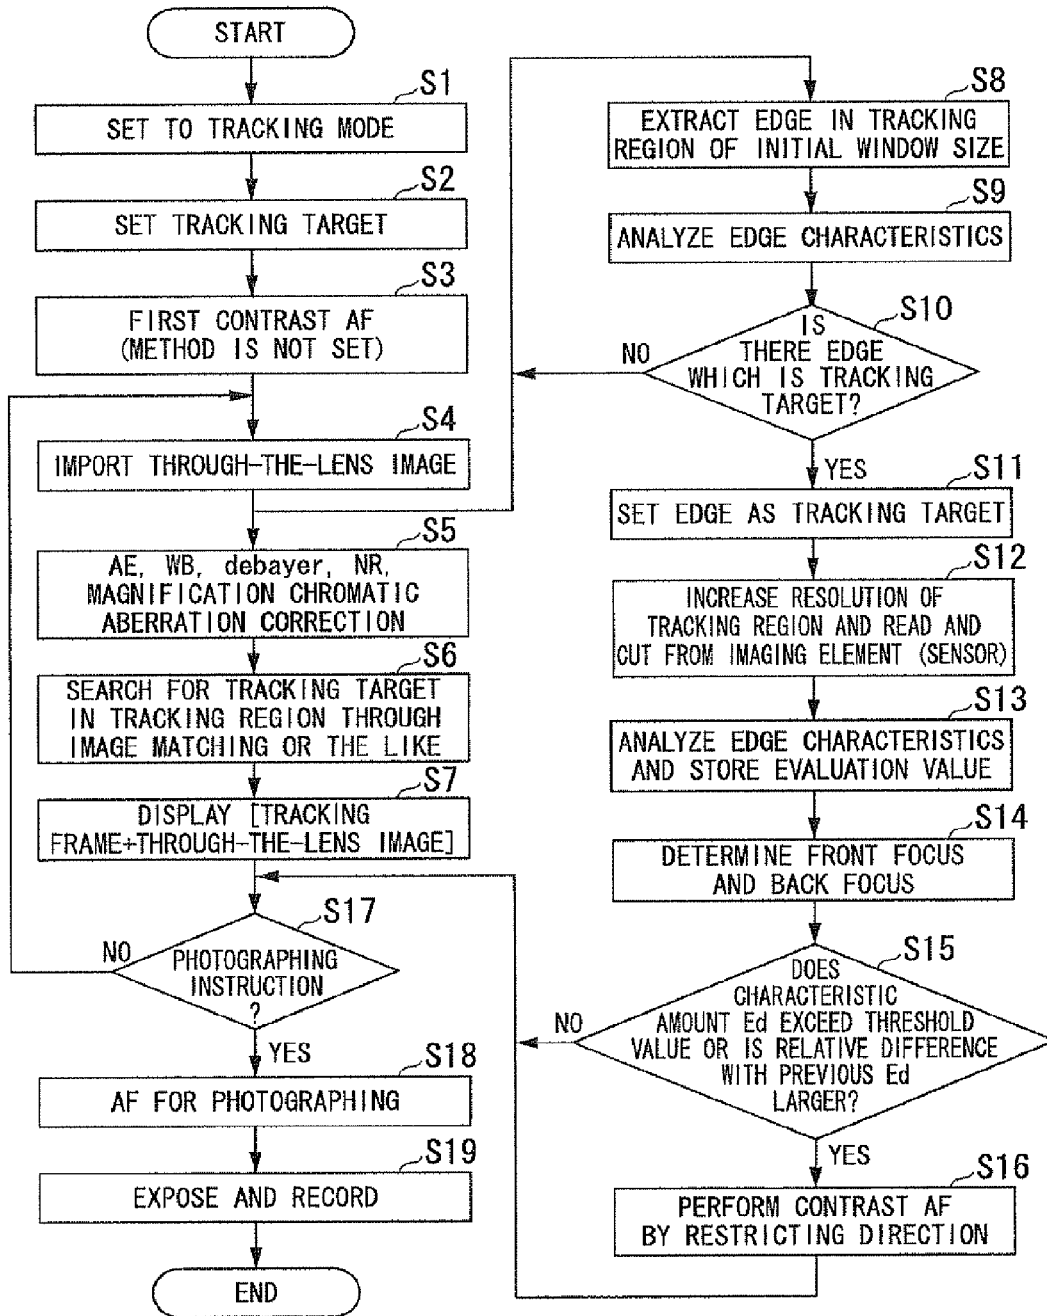 START
S1
SET TO TRACKING MODE
S2
SET TRACKING TARGET
S3
FIRST CONTRAST AF
(METHOD IS NOT SET)
S4
IMPORT THROUGH-THE-LENS IMAGE
S5
AE, WB, debayer, NR,
MAGNIFICATION CHROMATIC
ABERRATION CORRECTION
S6
SEARCH FOR TRACKING TARGET
IN TRACKING REGION THROUGH
IMAGE MATCHING OR THE LIKE
S7
DISPLAY [TRACKING
FRAME+THROUGH-THE-LENS IMAGE]
S17
NO
PHOTOGRAPHING
INSTRUCTION
?
YES
S18
AF FOR PHOTOGRAPHING
S19
EXPOSE AND RECORD
END
S8
EXTRACT EDGE IN TRACKING
REGION OF INITIAL WINDOW SIZE
S9
ANALYZE EDGE CHARACTERISTICS
S10
NO
IS
THERE EDGE
WHICH IS TRACKING
TARGET?
YES
S11
SET EDGE AS TRACKING TARGET
S12
INCREASE RESOLUTION OF
TRACKING REGION AND READ AND
CUT FROM IMAGING ELEMENT (SENSOR)
S13
ANALYZE EDGE CHARACTERISTICS
AND STORE EVALUATION VALUE
S14
DETERMINE FRONT FOCUS
AND BACK FOCUS
S15
NO
DOES
CHARACTERISTIC
AMOUNT Ed EXCEED THRESHOLD
VALUE OR IS RELATIVE DIFFERENCE
WITH PREVIOUS Ed
LARGER?
YES
S16
PERFORM CONTRAST AF
BY RESTRICTING DIRECTION